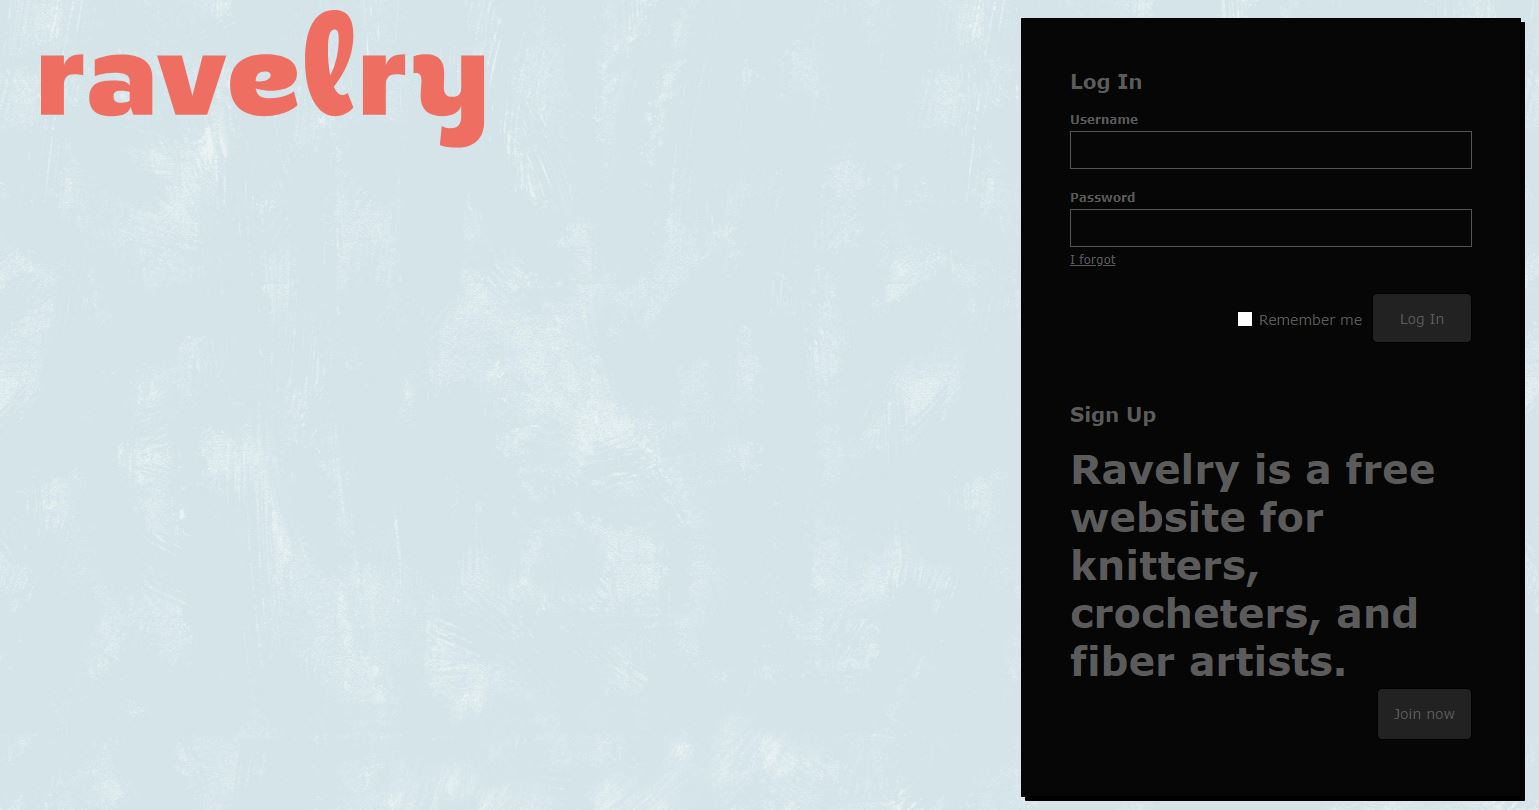 ravelry
Log In
Username
Password
I forgot
Remember me
Log In
Sign Up
Ravelry is a free
website for
knitters,
crocheters, and
fiber artists.
Join now